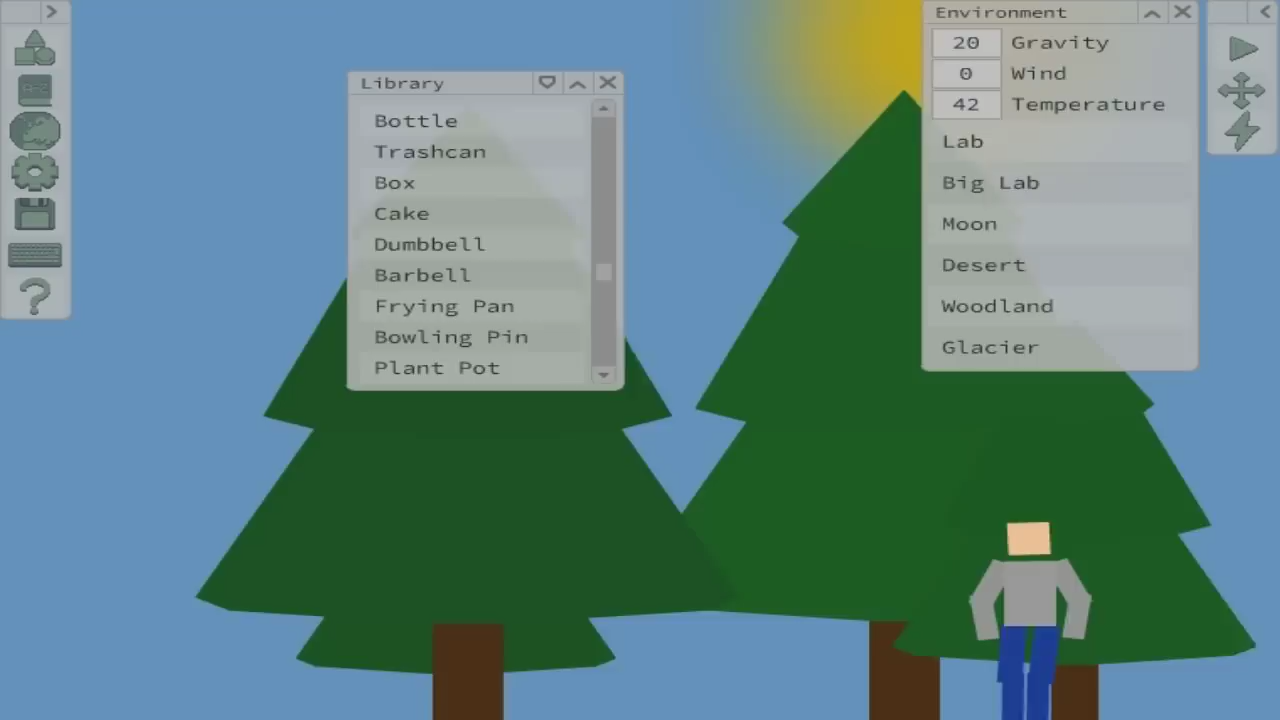 Library
Bottle
Trashcan
Box
Cake
Dumbbell
Barbell
Frying Pan
Bowling Pin
Plant Pot
Environment
20 Gravity
0 Wind
42 Temperature
Lab
Big Lab
Moon
Desert
Woodland
Glacier